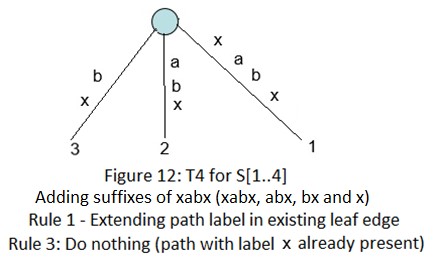 x
a
b
x
a
b
x
b
x
3
2
1
Figure 12: T4 for S[1..4]
Adding suffixes of xabx (xabx, abx, bx and x)
Rule 1 - Extending path label in existing leaf edge
Rule 3: Do nothing (path with label x already present)